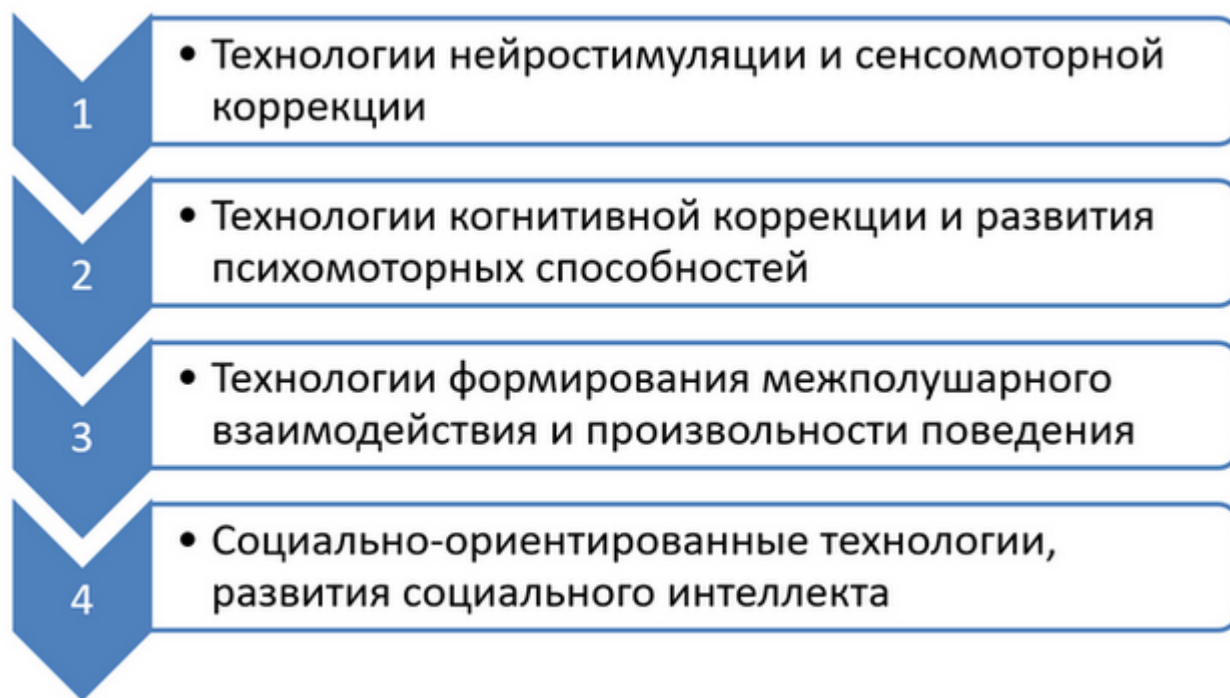 1
• Технологии нейростимуляции и сенсомоторной
коррекции
2
• Технологии когнитивной коррекции и развития
психомоторных способностей
3
• Технологии формирования межполушарного
взаимодействия и произвольности поведения
4
• Социально-ориентированные технологии,
развития социального интеллекта